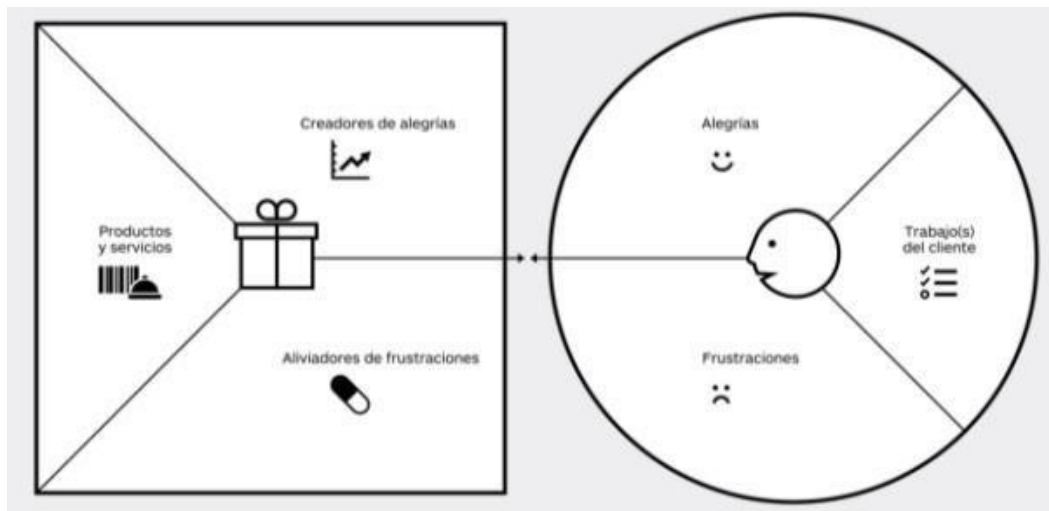 Creadores de alegrías
Productos
y servicios
Aliviadores de frustraciones
Alegrías
Trabajo(s)
del cliente
Frustraciones